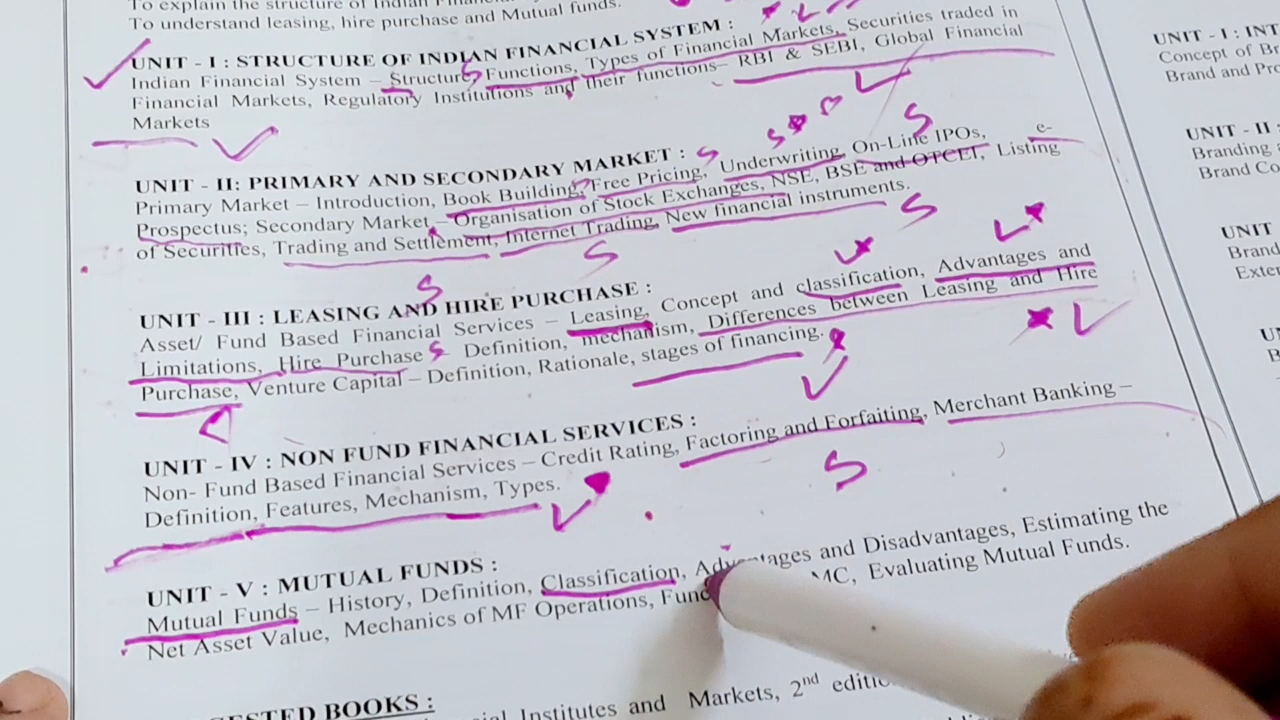 To explain the structure of Indian
To understand leasing, hire purchase and Mutual funds.
UNIT - I : STRUCTURE OF INDIAN FINANCIAL SYSTEM :
Indian Financial System – Structure, Functions, Types of Financial Markets, Securities traded in
Financial Markets, Regulatory Institutions and their functions– RBI & SEBI, Global Financial
Markets
UNIT - II: PRIMARY AND SECONDARY MARKET :
Primary Market – Introduction, Book Building, Free Pricing, Underwriting, On-Line IPOs, e-
Prospectus; Secondary Market – Organisation of Stock Exchanges, NSE, BSE and OTCEI, Listing
of Securities, Trading and Settlement, Internet Trading, New financial instruments.
UNIT - III : LEASING AND HIRE PURCHASE :
Asset/ Fund Based Financial Services – Leasing, Concept and classification, Advantages and
Limitations, Hire Purchase – Definition, mechanism, Differences between Leasing and Hire
Purchase, Venture Capital – Definition, Rationale, stages of financing.
UNIT - IV : NON FUND FINANCIAL SERVICES :
Non- Fund Based Financial Services – Credit Rating, Factoring and Forfaiting, Merchant Banking –
Definition, Features, Mechanism, Types.
UNIT - V : MUTUAL FUNDS :
Mutual Funds – History, Definition, Classification, Advantages and Disadvantages, Estimating the
Net Asset Value, Mechanics of MF Operations, MC, Evaluating Mutual Funds.
BOOKS :
Institutes and Markets, 2nd
UNIT - I : INT
Concept of Br
Brand and Pro
UNIT - II
Branding
Brand Co
UNIT
Brand
Exte